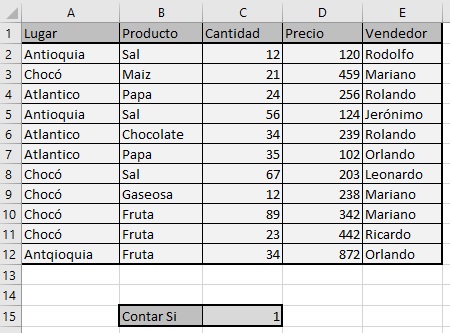 A B C D E
1 Lugar Producto Cantidad Precio Vendedor
2 Antioquia Sal 12 120 Rodolfo
3 Chocó Maiz 21 459 Mariano
4 Atlantico Papa 24 256 Rolando
5 Antioquia Sal 56 124 Jerónimo
6 Atlantico Chocolate 34 239 Rolando
7 Atlantico Papa 35 102 Orlando
8 Chocó Sal 67 203 Leonardo
9 Chocó Gaseosa 12 238 Mariano
10 Chocó Fruta 89 342 Mariano
11 Chocó Fruta 23 442 Ricardo
12 Antqioquia Fruta 34 872 Orlando
13
14
15 Contar Si 1